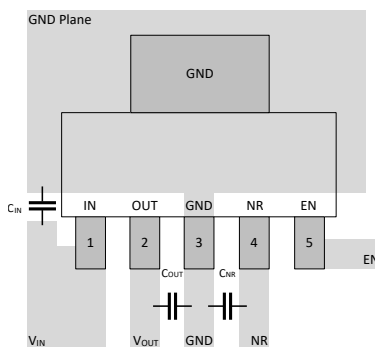 GND Plane
GND
CIN
IN OUT GND NR EN
1 2 3 4 5
EN
COUT CNR
VIN VOUT GND NR